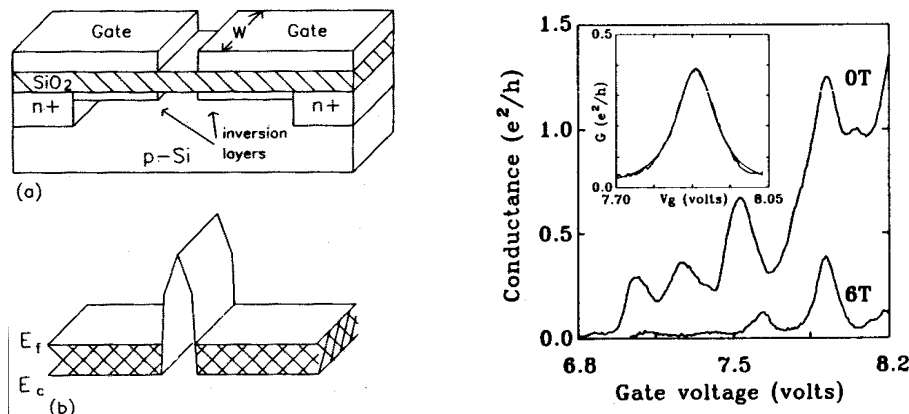 Gate
W
Gate
SiO₂
n+
n+
inversion
layers
p-Si
(a)
E_f
E_c
(b)
Conductance (e²/h)
1.5
1.0
0.5
0.0
6.8
7.5
8.2
Gate voltage (volts)
0T
6T
G (e²/h)
0.5
0.0
7.70
Vg (volts)
8.05